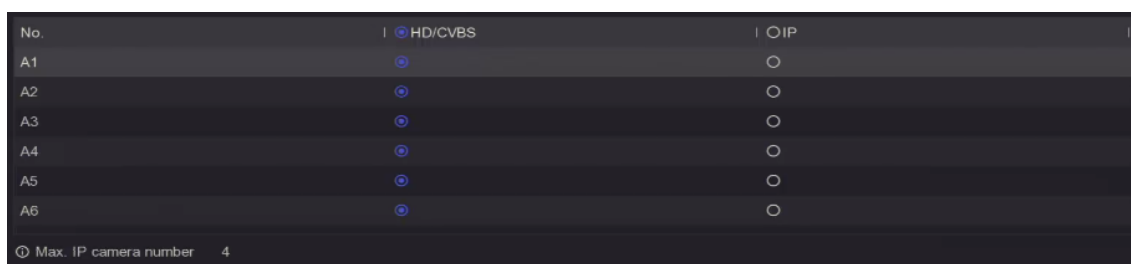 No. HD/CVBS IP
A1
A2
A3
A4
A5
A6
Max. IP camera number 4